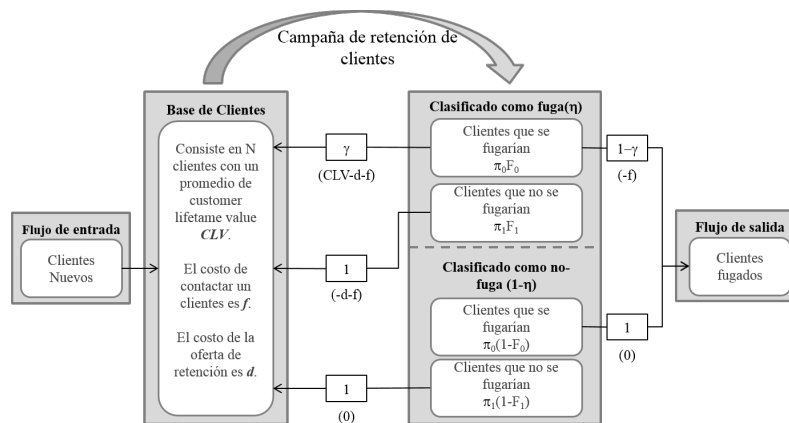 Campaña de retención de
clientes
Flujo de entrada
Clientes
Nuevos
Base de Clientes
Consiste en N
clientes con un
promedio de
customer
lifetame value
CLV.
El costo de
contactar un
clientes es f.
El costo de la
oferta de
retención es d.
γ
(CLV-d-f)
1
(-d-f)
1
(0)
Clasificado como fuga(η)
Clientes que se
fugarían
π₀F₀
Clientes que no se
fugarían
π₁F₁
Clasificado como no-
fuga (1-η)
Clientes que se
fugarían
π₀(1-F₀)
Clientes que no se
fugarían
π₁(1-F₁)
1–γ
(-f)
1
(0)
Flujo de salida
Clientes
fugados